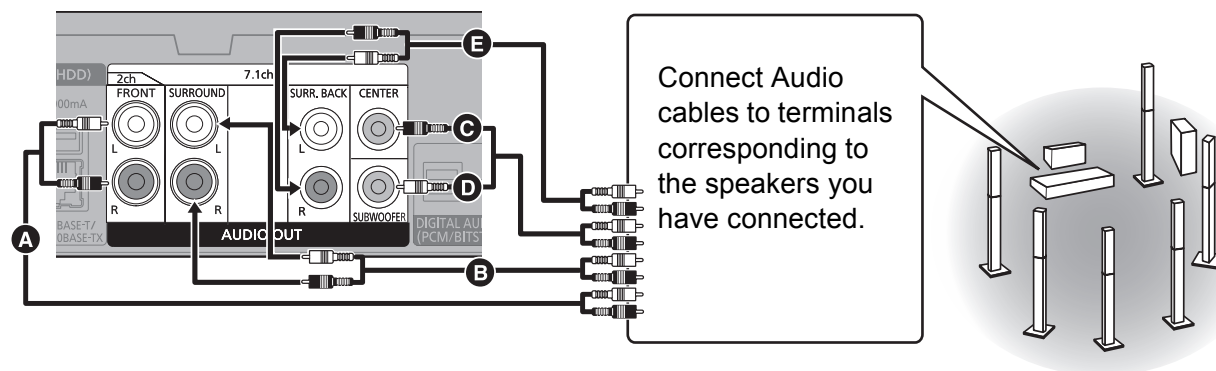 HDD)
2ch
7.1ch
FRONT
SURROUND
SURR. BACK
CENTER
00mA
L
L
L
R
R
R
SUBWOOFER
AUDIO OUT
BASE-T/
0BASE-TX
DIGITAL AU
(PCM/BITST
A
B
C
D
E
Connect Audio
cables to terminals
corresponding to
the speakers you
have connected.